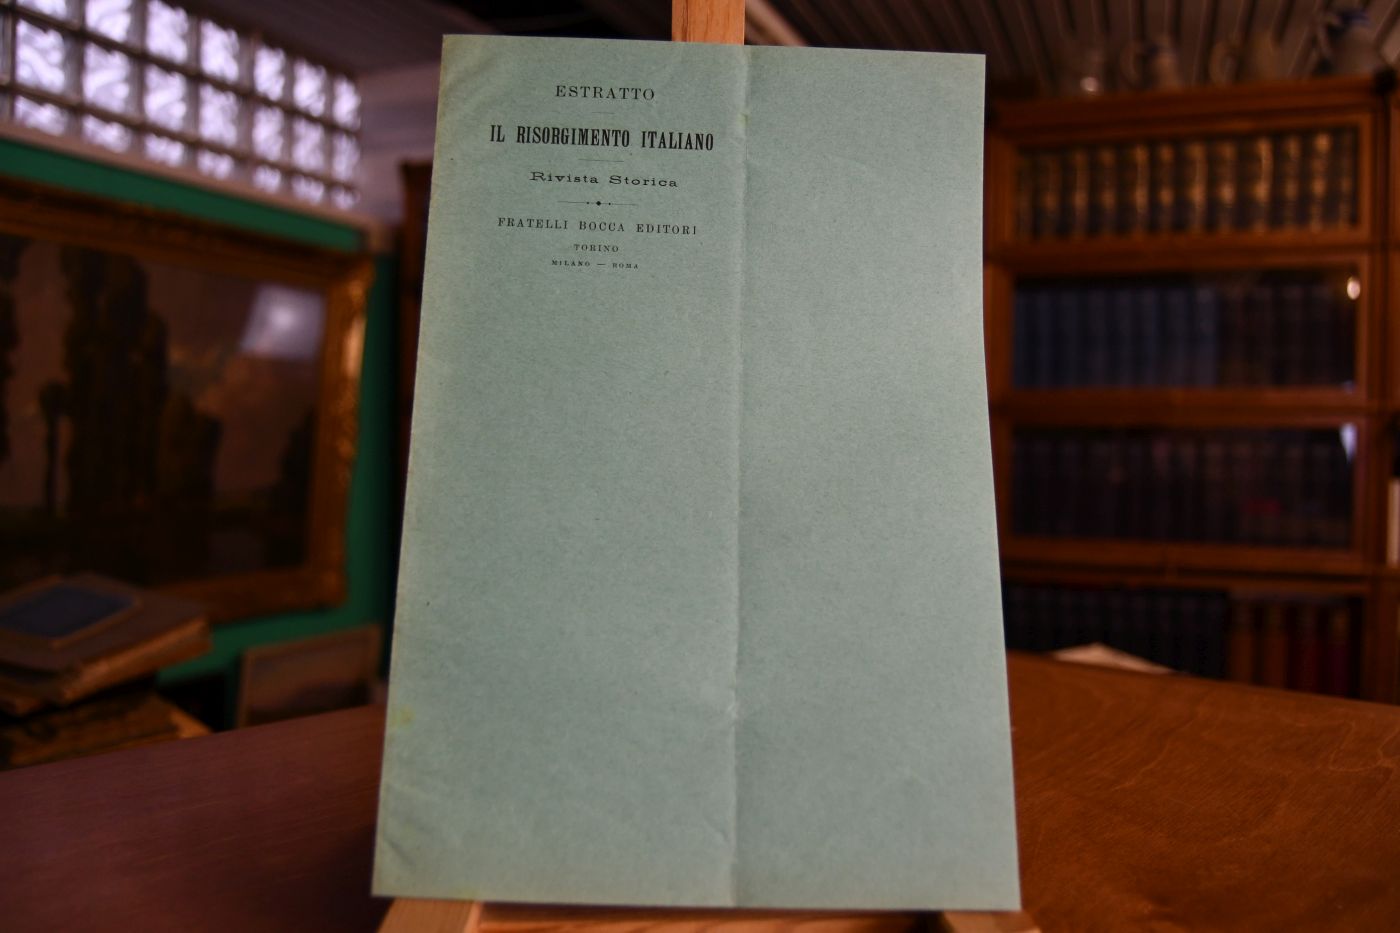 ESTRATTO
IL RISORGIMENTO ITALIANO
Rivista Storica
FRATELLI BOCCA EDITORI
TORINO
MILANO — ROMA